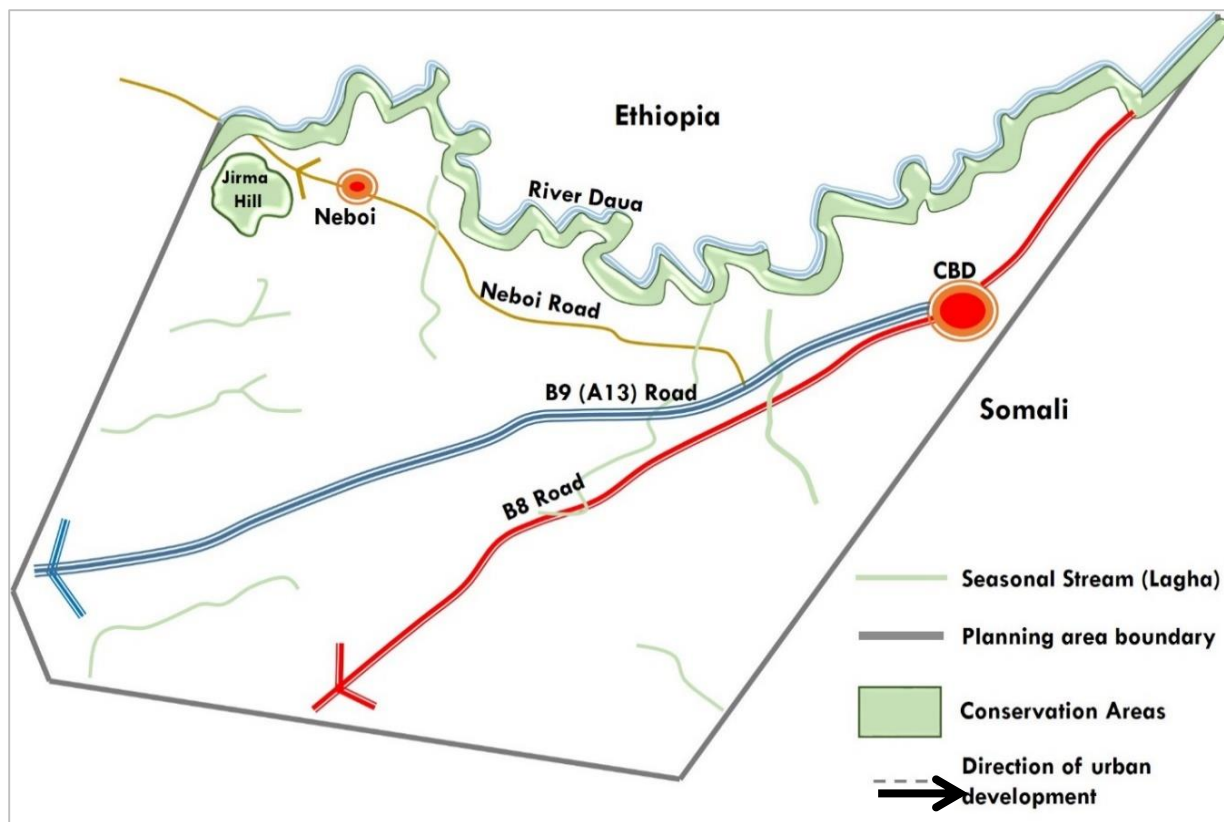 Ethiopia
Jirma
Hill
Neboi
River Daua
CBD
Neboi Road
B9 (A13) Road
Somali
B8 Road
Seasonal Stream (Lagha)
Planning area boundary
Conservation Areas
Direction of urban
development